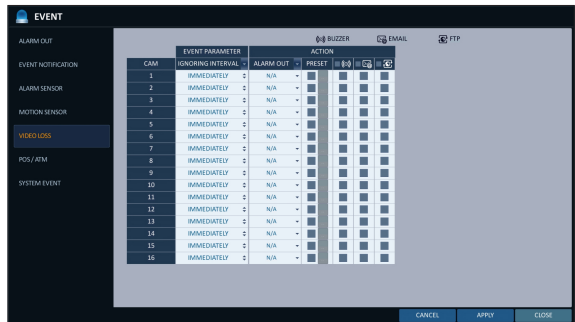 EVENT
ALARM OUT
EVENT NOTIFICATION
ALARM SENSOR
MOTION SENSOR
VIDEO LOSS
POS / ATM
SYSTEM EVENT
BUZZER EMAIL FTP
EVENT PARAMETER ACTION
CAM IGNORING INTERVAL ALARM OUT PRESET
1 IMMEDIATELY N/A
2 IMMEDIATELY N/A
3 IMMEDIATELY N/A
4 IMMEDIATELY N/A
5 IMMEDIATELY N/A
6 IMMEDIATELY N/A
7 IMMEDIATELY N/A
8 IMMEDIATELY N/A
9 IMMEDIATELY N/A
10 IMMEDIATELY N/A
11 IMMEDIATELY N/A
12 IMMEDIATELY N/A
13 IMMEDIATELY N/A
14 IMMEDIATELY N/A
15 IMMEDIATELY N/A
16 IMMEDIATELY N/A
CANCEL APPLY CLOSE